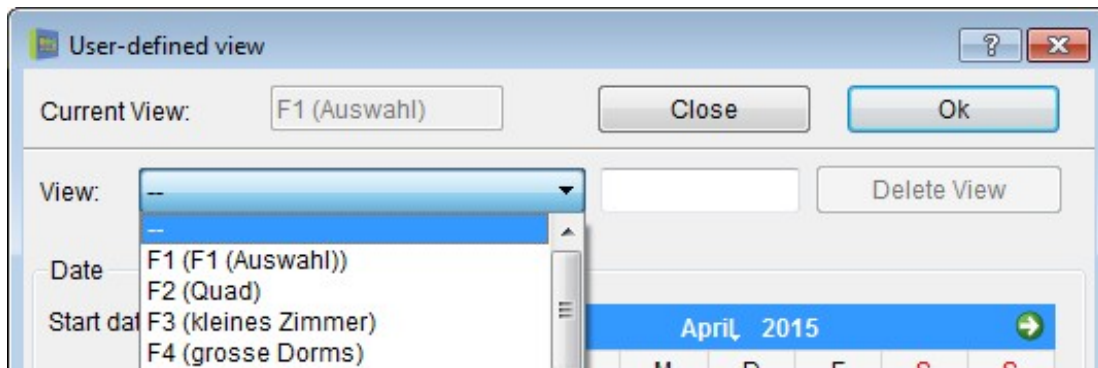 User-defined view
Current View: F1 (Auswahl) Close Ok
View: -- Delete View
--
F1 (F1 (Auswahl))
Date
F2 (Quad)
Start dat F3 (kleines Zimmer) April, 2015
F4 (grosse Dorms)